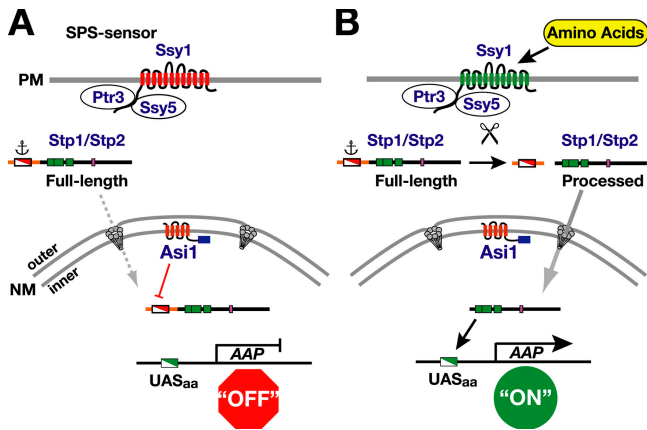 A
SPS-sensor
Ssy1
PM
Ptr3
Ssy5
Stp1/Stp2
Full-length
outer
inner
NM
Asi1
AAP
UASaa
"OFF"
B
Amino Acids
Ssy1
Ptr3
Ssy5
Stp1/Stp2
Full-length
Stp1/Stp2
Processed
Asi1
AAP
UASaa
"ON"